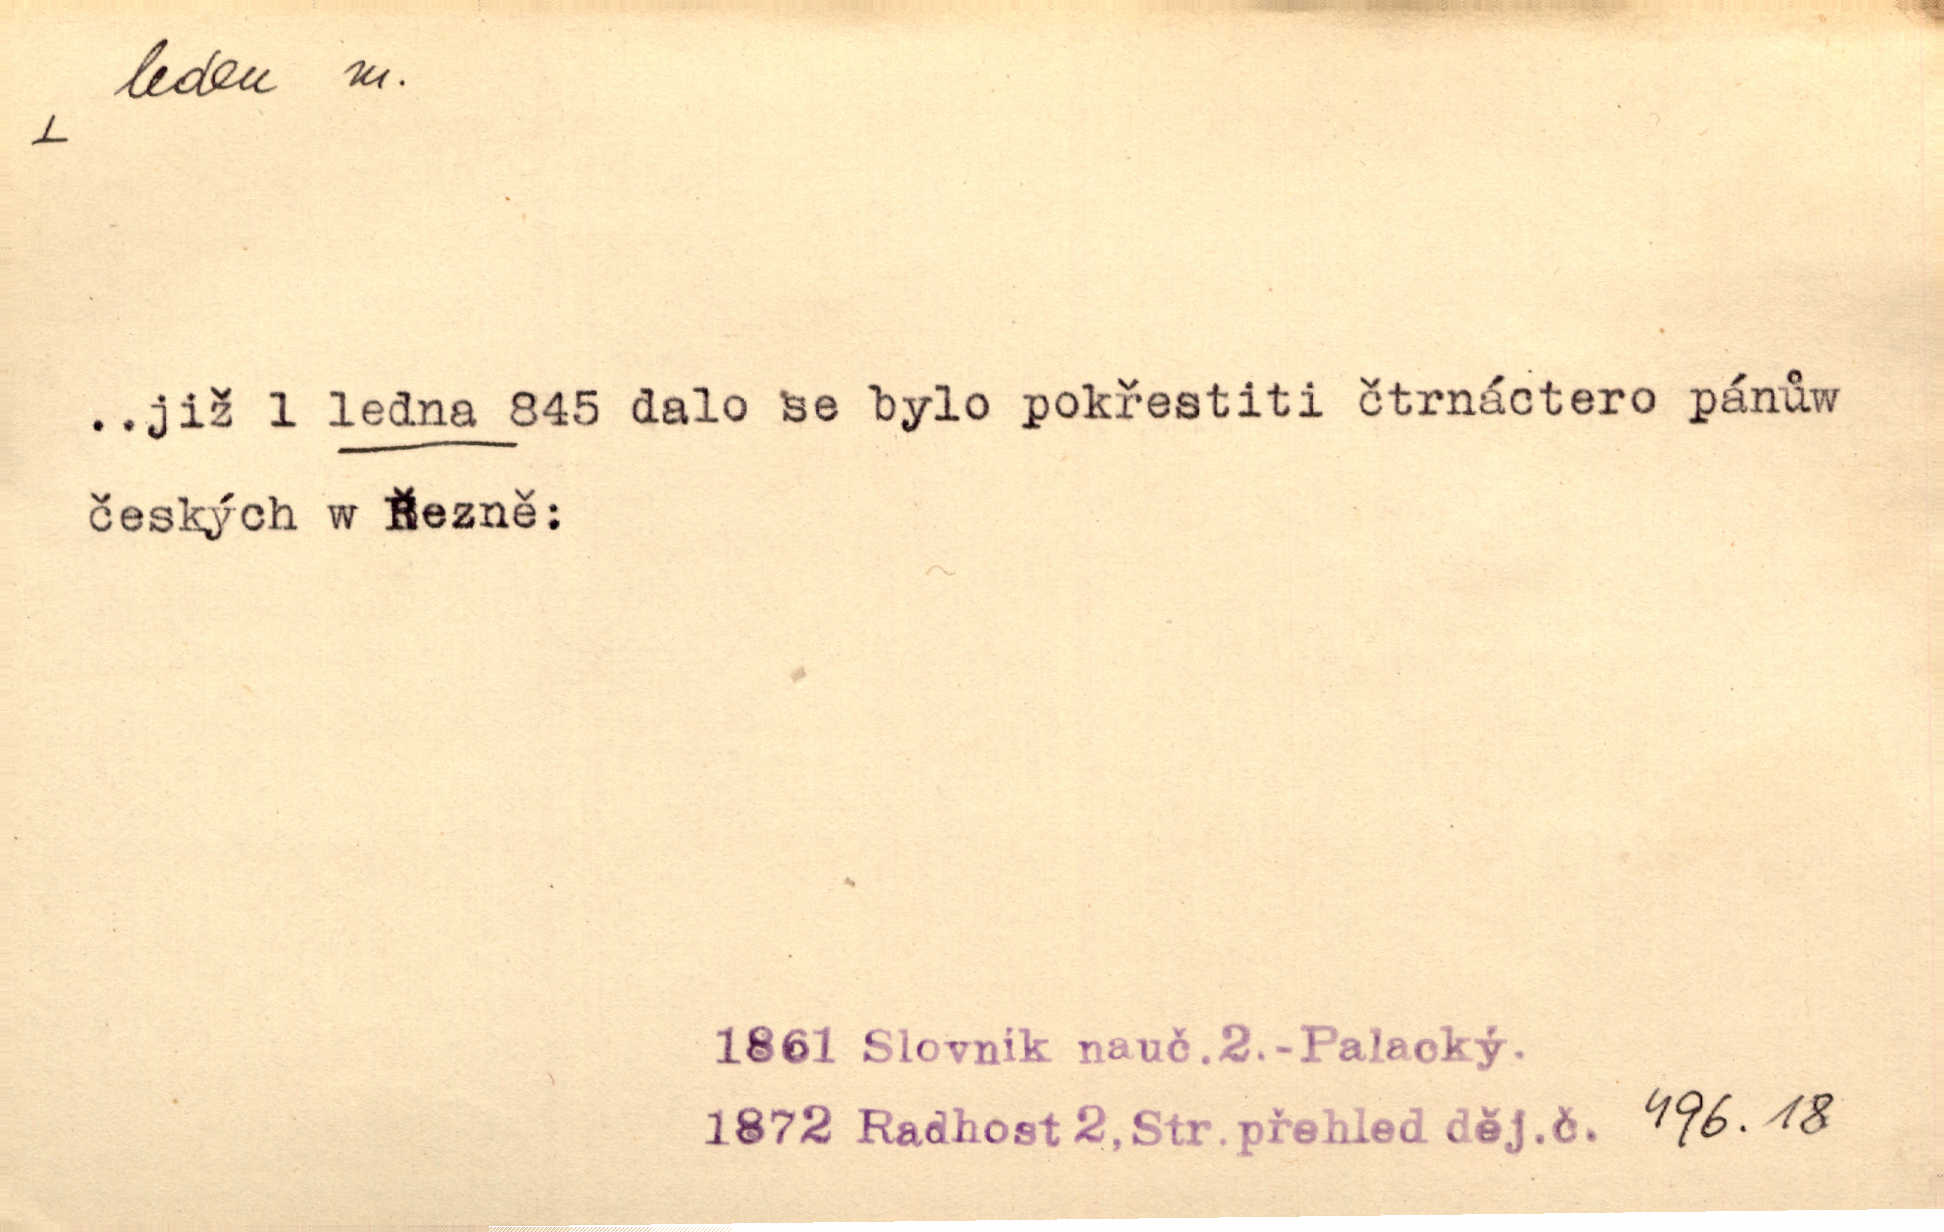 leden m.
⊥
..již 1 ledna 845 dalo se bylo pokřestiti čtrnáctero pánův
českých w Řezně:
1861 Slovník nauč.2.-Palacký.
1872 Radhost 2,Str.přehled děj.č. 496.18